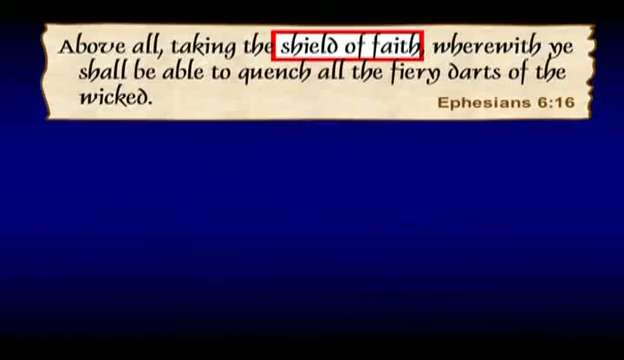 Above all, taking the shield of faith, wherewith ye
shall be able to quench all the fiery darts of the
wicked.
Ephesians 6:16